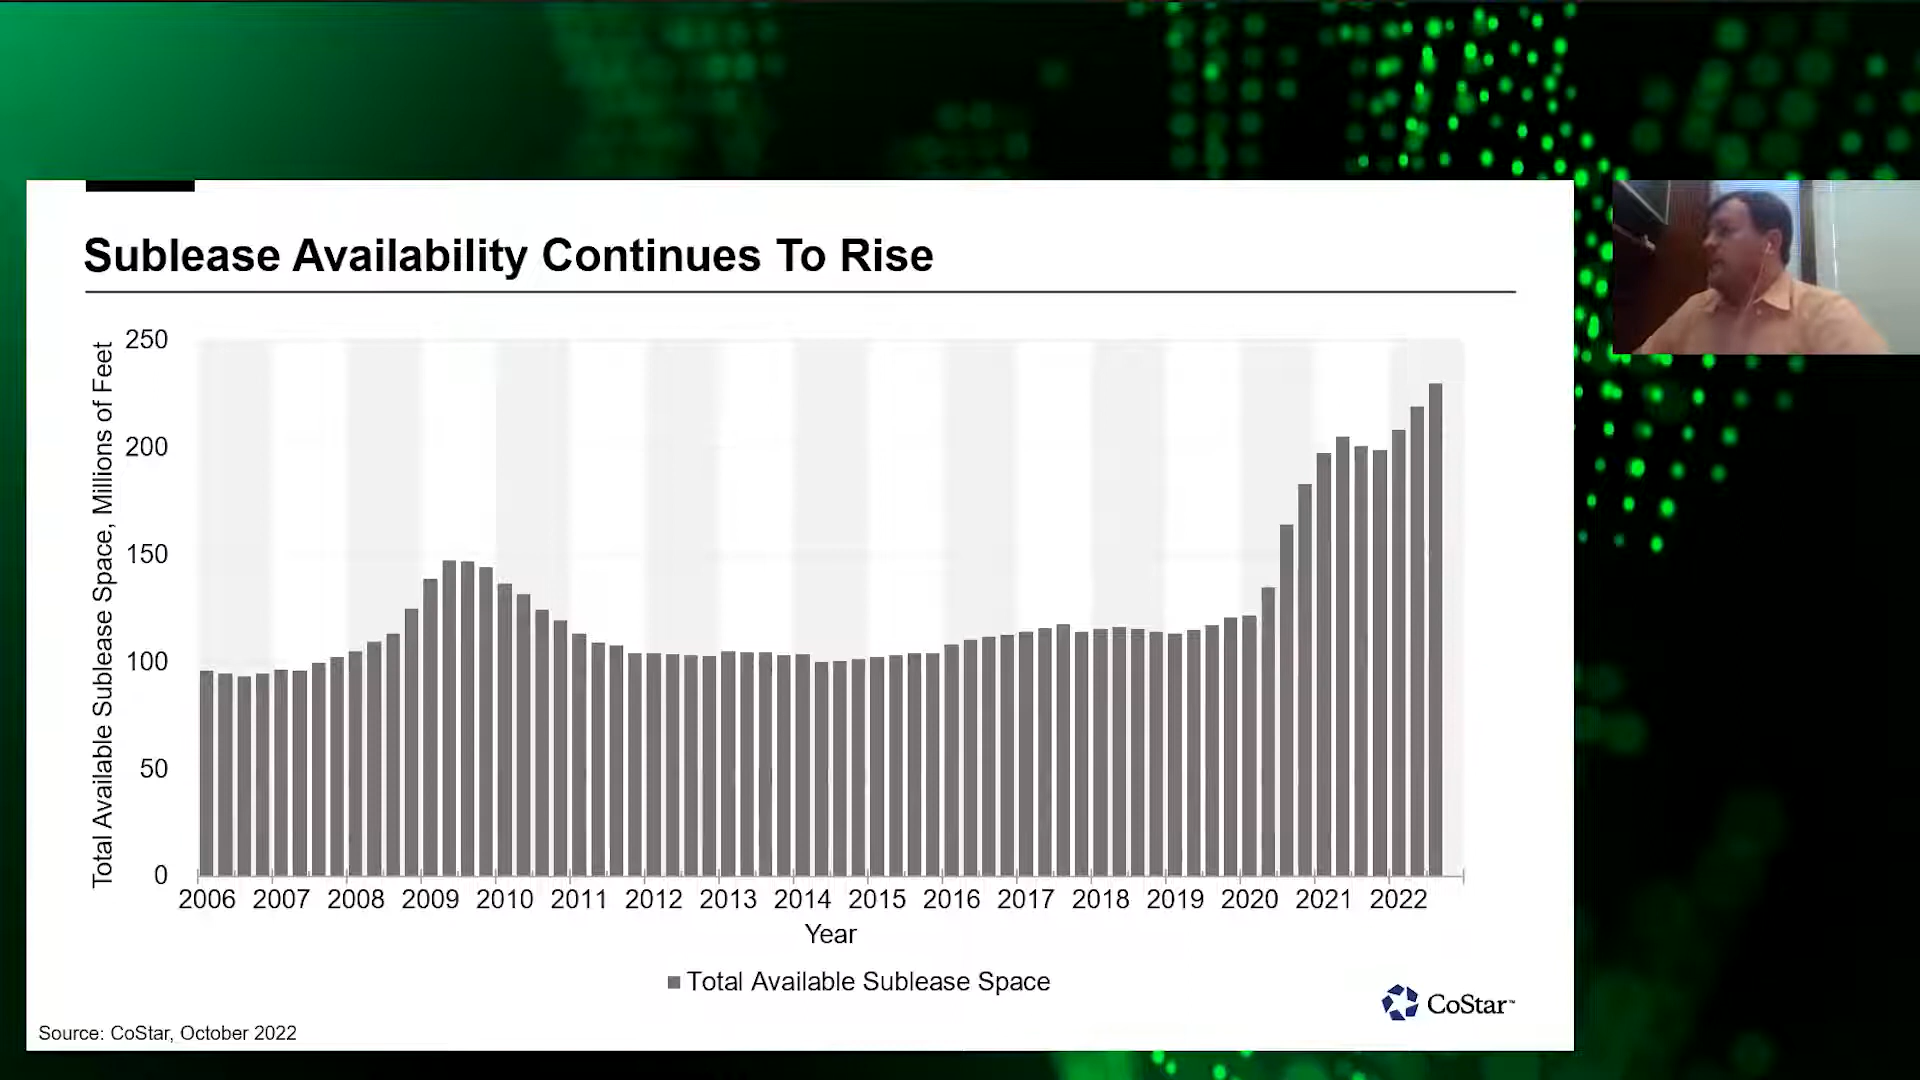 Sublease Availability Continues To Rise
Total Available Sublease Space, Millions of Feet
250
200
150
100
50
0
2006 2007 2008 2009 2010 2011 2012 2013 2014 2015 2016 2017 2018 2019 2020 2021 2022
Year
Total Available Sublease Space
CoStar™
Source: CoStar, October 2022